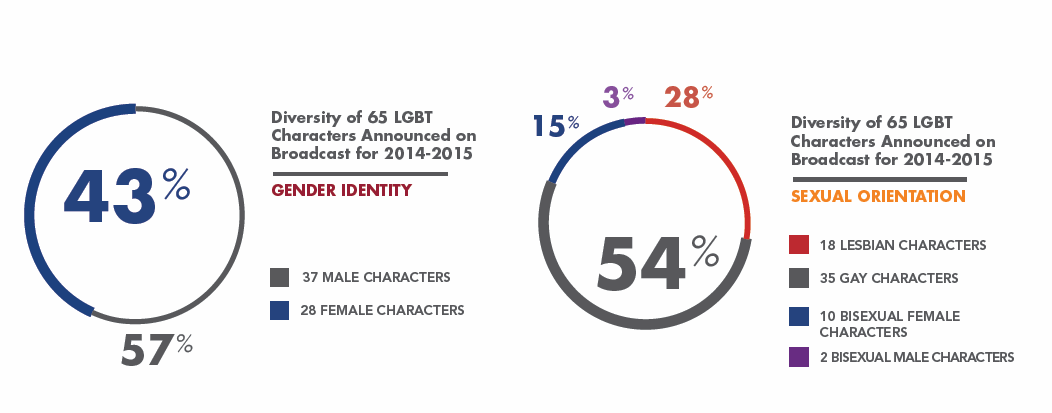 Diversity of 65 LGBT
Characters Announced on
Broadcast for 2014-2015
GENDER IDENTITY
43%
57%
37 MALE CHARACTERS
28 FEMALE CHARACTERS
3%
28%
15%
54%
Diversity of 65 LGBT
Characters Announced on
Broadcast for 2014-2015
SEXUAL ORIENTATION
18 LESBIAN CHARACTERS
35 GAY CHARACTERS
10 BISEXUAL FEMALE
CHARACTERS
2 BISEXUAL MALE CHARACTERS